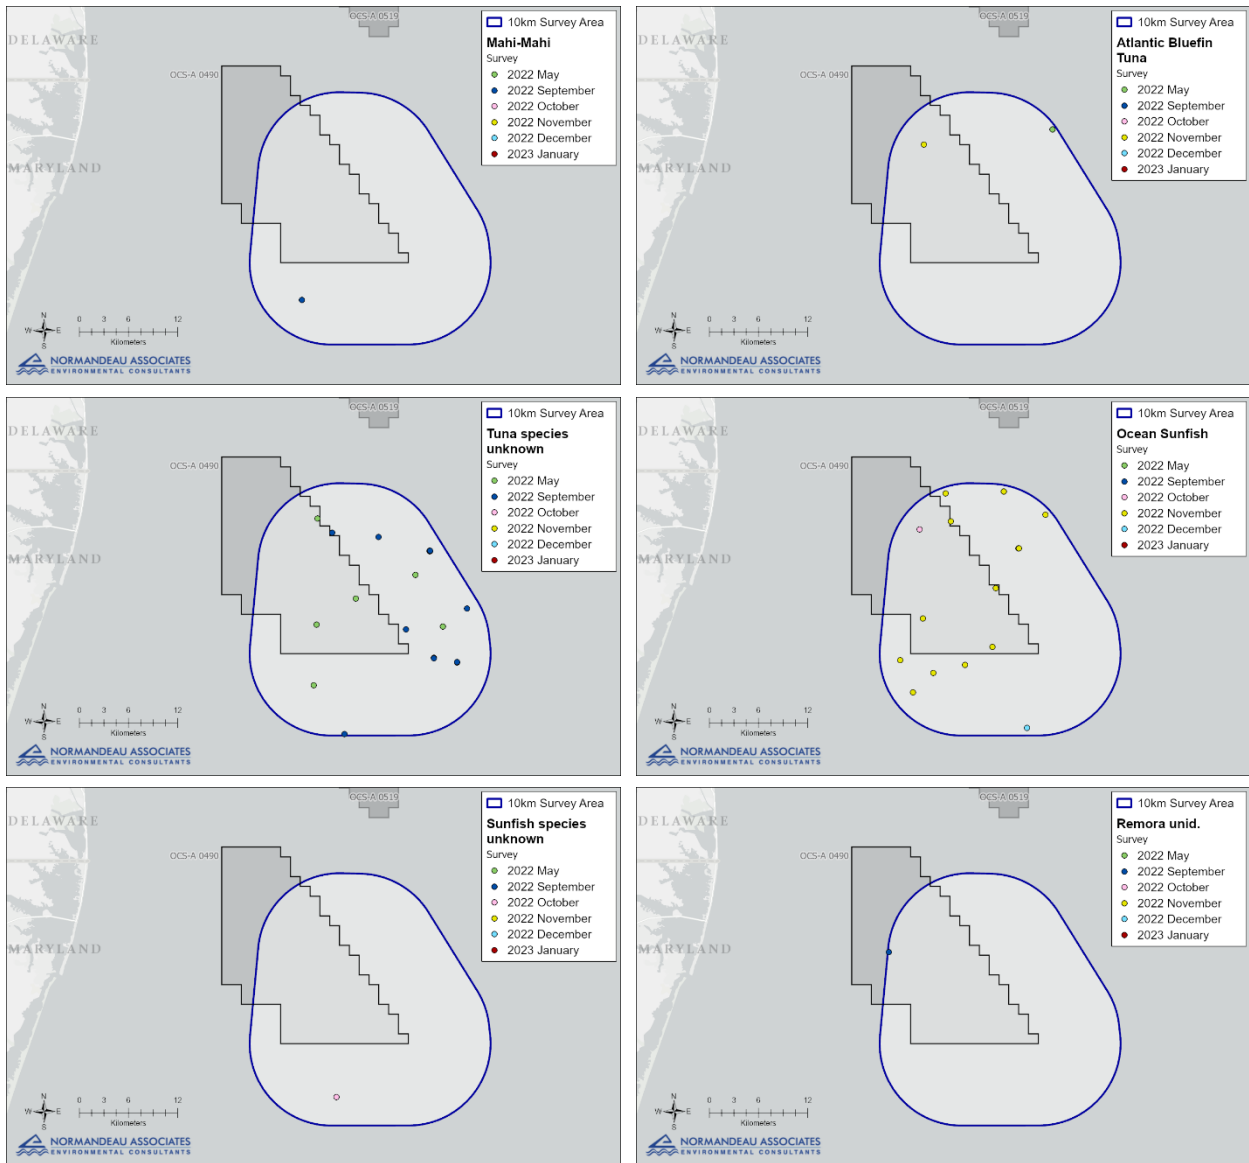 OCS-A 0519
DELAWARE
OCS-A 0490
MARYLAND
10km Survey Area
Mahi-Mahi
Survey
2022 May
2022 September
2022 October
2022 November
2022 December
2023 January
N
W E
S
0 3 6 12
Kilometers
NORMANDEAU ASSOCIATES
ENVIRONMENTAL CONSULTANTS
OCS-A 0519
DELAWARE
OCS-A 0490
MARYLAND
10km Survey Area
Atlantic Bluefin
Tuna
Survey
2022 May
2022 September
2022 October
2022 November
2022 December
2023 January
N
W E
S
0 3 6 12
Kilometers
NORMANDEAU ASSOCIATES
ENVIRONMENTAL CONSULTANTS
OCS-A 0519
DELAWARE
OCS-A 0490
MARYLAND
10km Survey Area
Tuna species
unknown
Survey
2022 May
2022 September
2022 October
2022 November
2022 December
2023 January
N
W E
S
0 3 6 12
Kilometers
NORMANDEAU ASSOCIATES
ENVIRONMENTAL CONSULTANTS
OCS-A 0519
DELAWARE
OCS-A 0490
MARYLAND
10km Survey Area
Ocean Sunfish
Survey
2022 May
2022 September
2022 October
2022 November
2022 December
2023 January
N
W E
S
0 3 6 12
Kilometers
NORMANDEAU ASSOCIATES
ENVIRONMENTAL CONSULTANTS
OCS-A 0519
DELAWARE
OCS-A 0490
MARYLAND
10km Survey Area
Sunfish species
unknown
Survey
2022 May
2022 September
2022 October
2022 November
2022 December
2023 January
N
W E
S
0 3 6 12
Kilometers
NORMANDEAU ASSOCIATES
ENVIRONMENTAL CONSULTANTS
OCS-A 0519
DELAWARE
OCS-A 0490
MARYLAND
10km Survey Area
Remora unid.
Survey
2022 May
2022 September
2022 October
2022 November
2022 December
2023 January
N
W E
S
0 3 6 12
Kilometers
NORMANDEAU ASSOCIATES
ENVIRONMENTAL CONSULTANTS